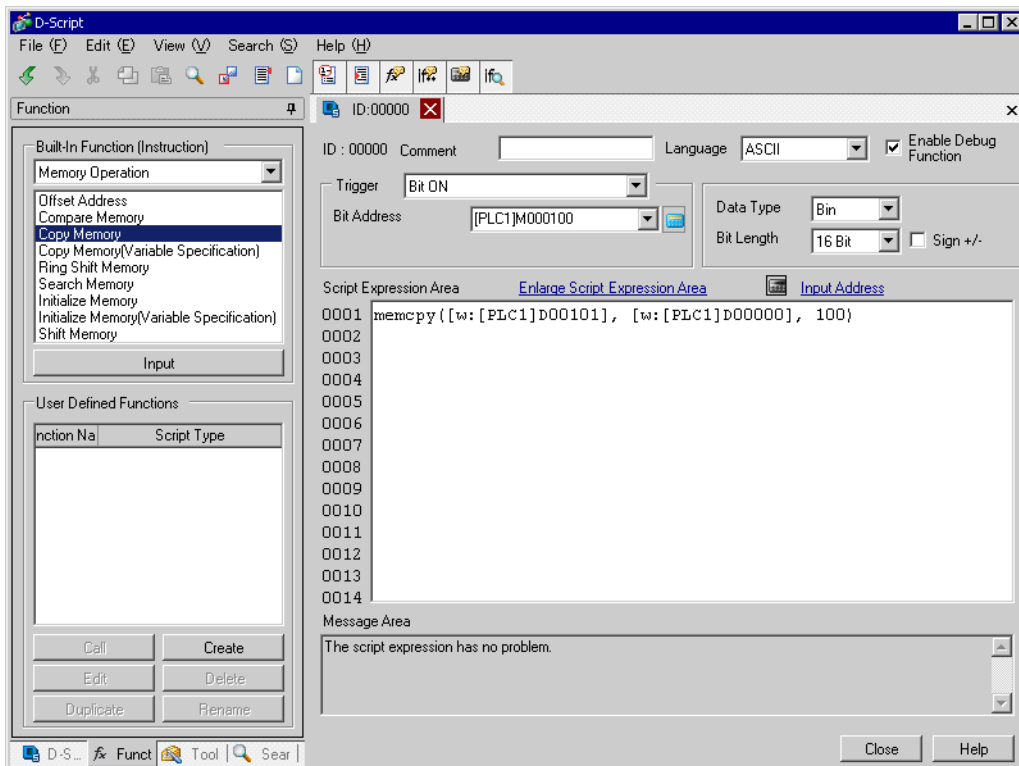 D-Script
File (F) Edit (E) View (V) Search (S) Help (H)
Function
ID:00000
Built-In Function (Instruction)
Memory Operation
Offset Address
Compare Memory
Copy Memory
Copy Memory(Variable Specification)
Ring Shift Memory
Search Memory
Initialize Memory
Initialize Memory(Variable Specification)
Shift Memory
Input
User Defined Functions
nction Na Script Type
Call Create
Edit Delete
Duplicate Rename
D-S... fx Funct Tool Sear
ID : 00000 Comment Language ASCII Enable Debug Function
Trigger Bit ON
Bit Address [PLC1]M000100
Data Type Bin
Bit Length 16 Bit Sign +/-
Script Expression Area Enlarge Script Expression Area Input Address
0001 memcpy([w:[PLC1]D00101], [w:[PLC1]D00000], 100)
0002
0003
0004
0005
0006
0007
0008
0009
0010
0011
0012
0013
0014
Message Area
The script expression has no problem.
Close Help